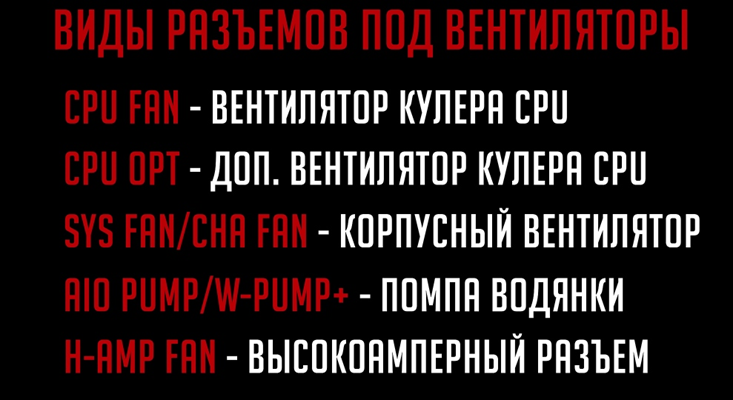 ВИДЫ РАЗЪЕМОВ ПОД ВЕНТИЛЯТОРЫ
CPU FAN - ВЕНТИЛЯТОР КУЛЕРА CPU
CPU OPT - ДОП. ВЕНТИЛЯТОР КУЛЕРА CPU
SYS FAN/CHA FAN - КОРПУСНЫЙ ВЕНТИЛЯТОР
AIO PUMP/W-PUMP+ - ПОМПА ВОДЯНКИ
H-AMP FAN - ВЫСОКОАМПЕРНЫЙ РАЗЪЕМ